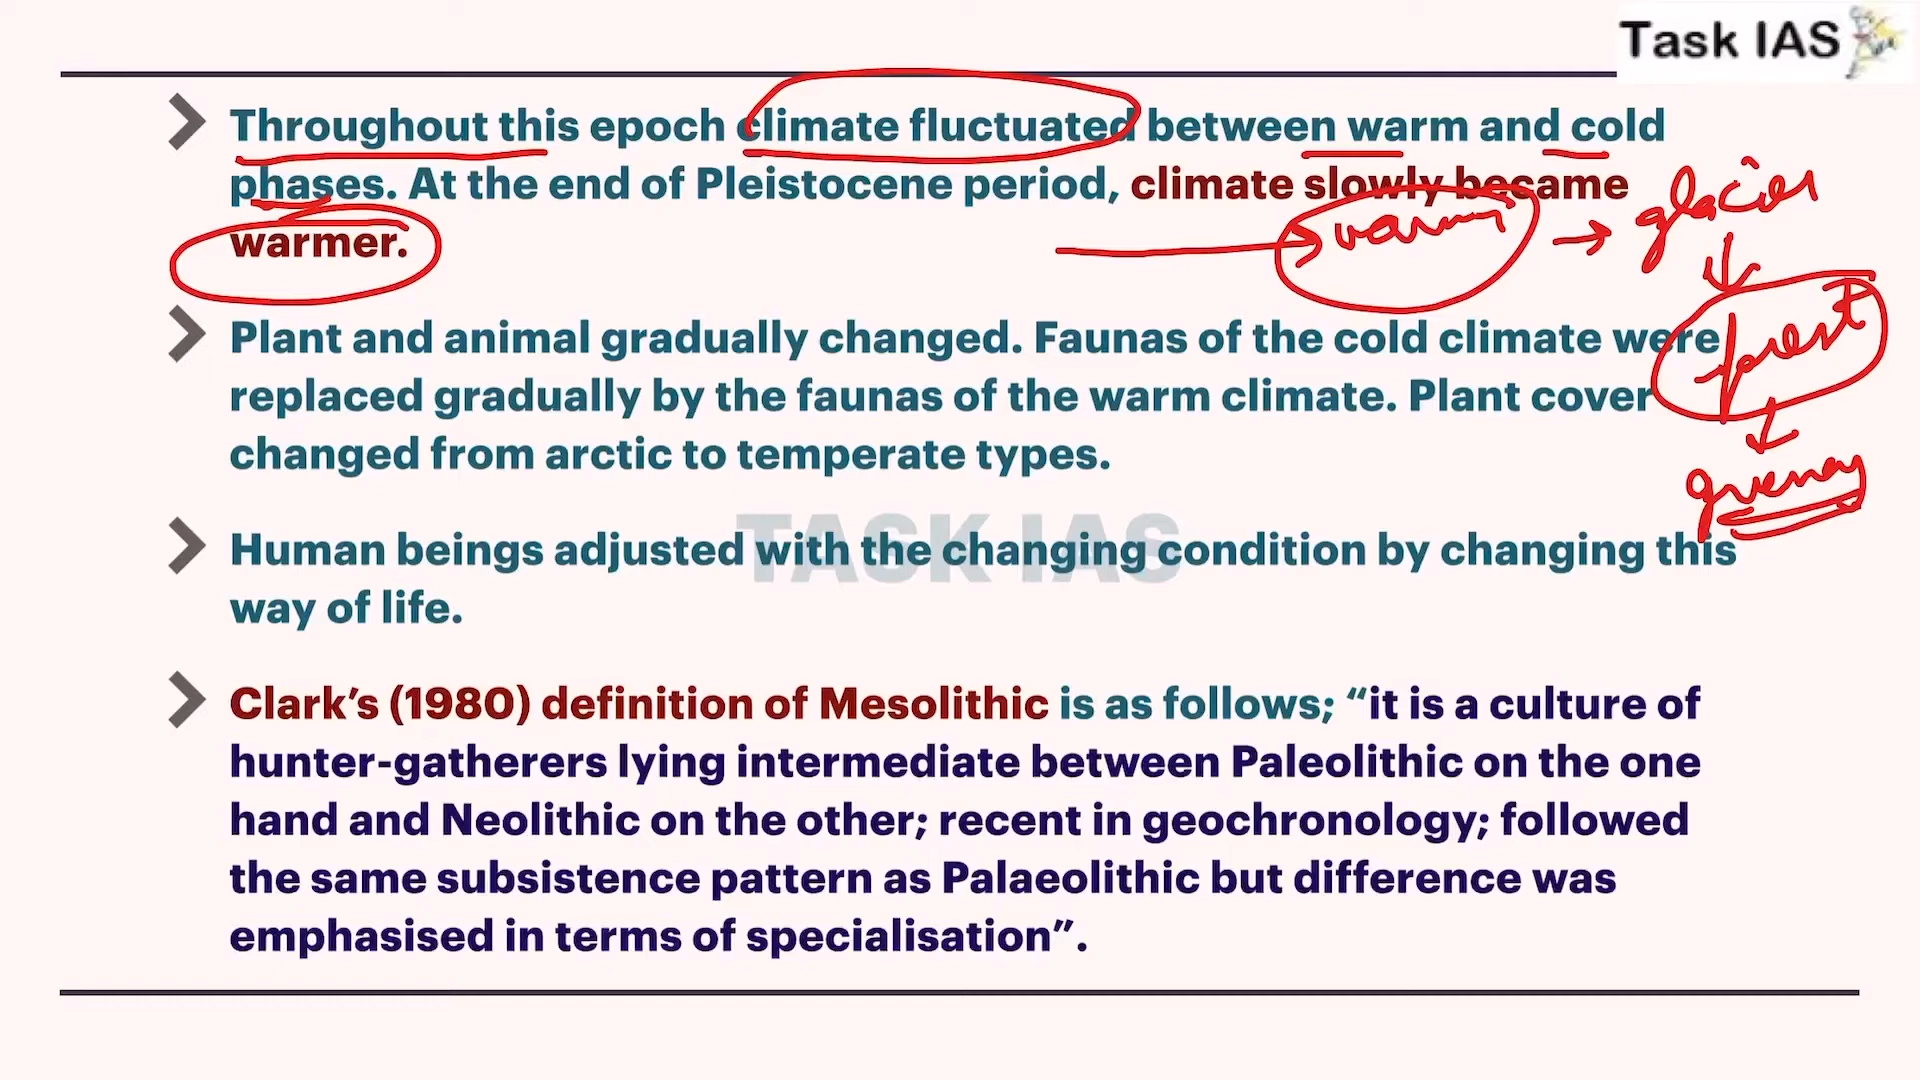 Task IAS
Throughout this epoch climate fluctuated between warm and cold
phases. At the end of Pleistocene period, climate slowly became
warmer.
warm
glacier
forest
Plant and animal gradually changed. Faunas of the cold climate were
replaced gradually by the faunas of the warm climate. Plant cover
changed from arctic to temperate types.
TASK IAS
Human beings adjusted with the changing condition by changing this
way of life.
Clark’s (1980) definition of Mesolithic is as follows; “it is a culture of
hunter-gatherers lying intermediate between Paleolithic on the one
hand and Neolithic on the other; recent in geochronology; followed
the same subsistence pattern as Palaeolithic but difference was
emphasised in terms of specialisation”.